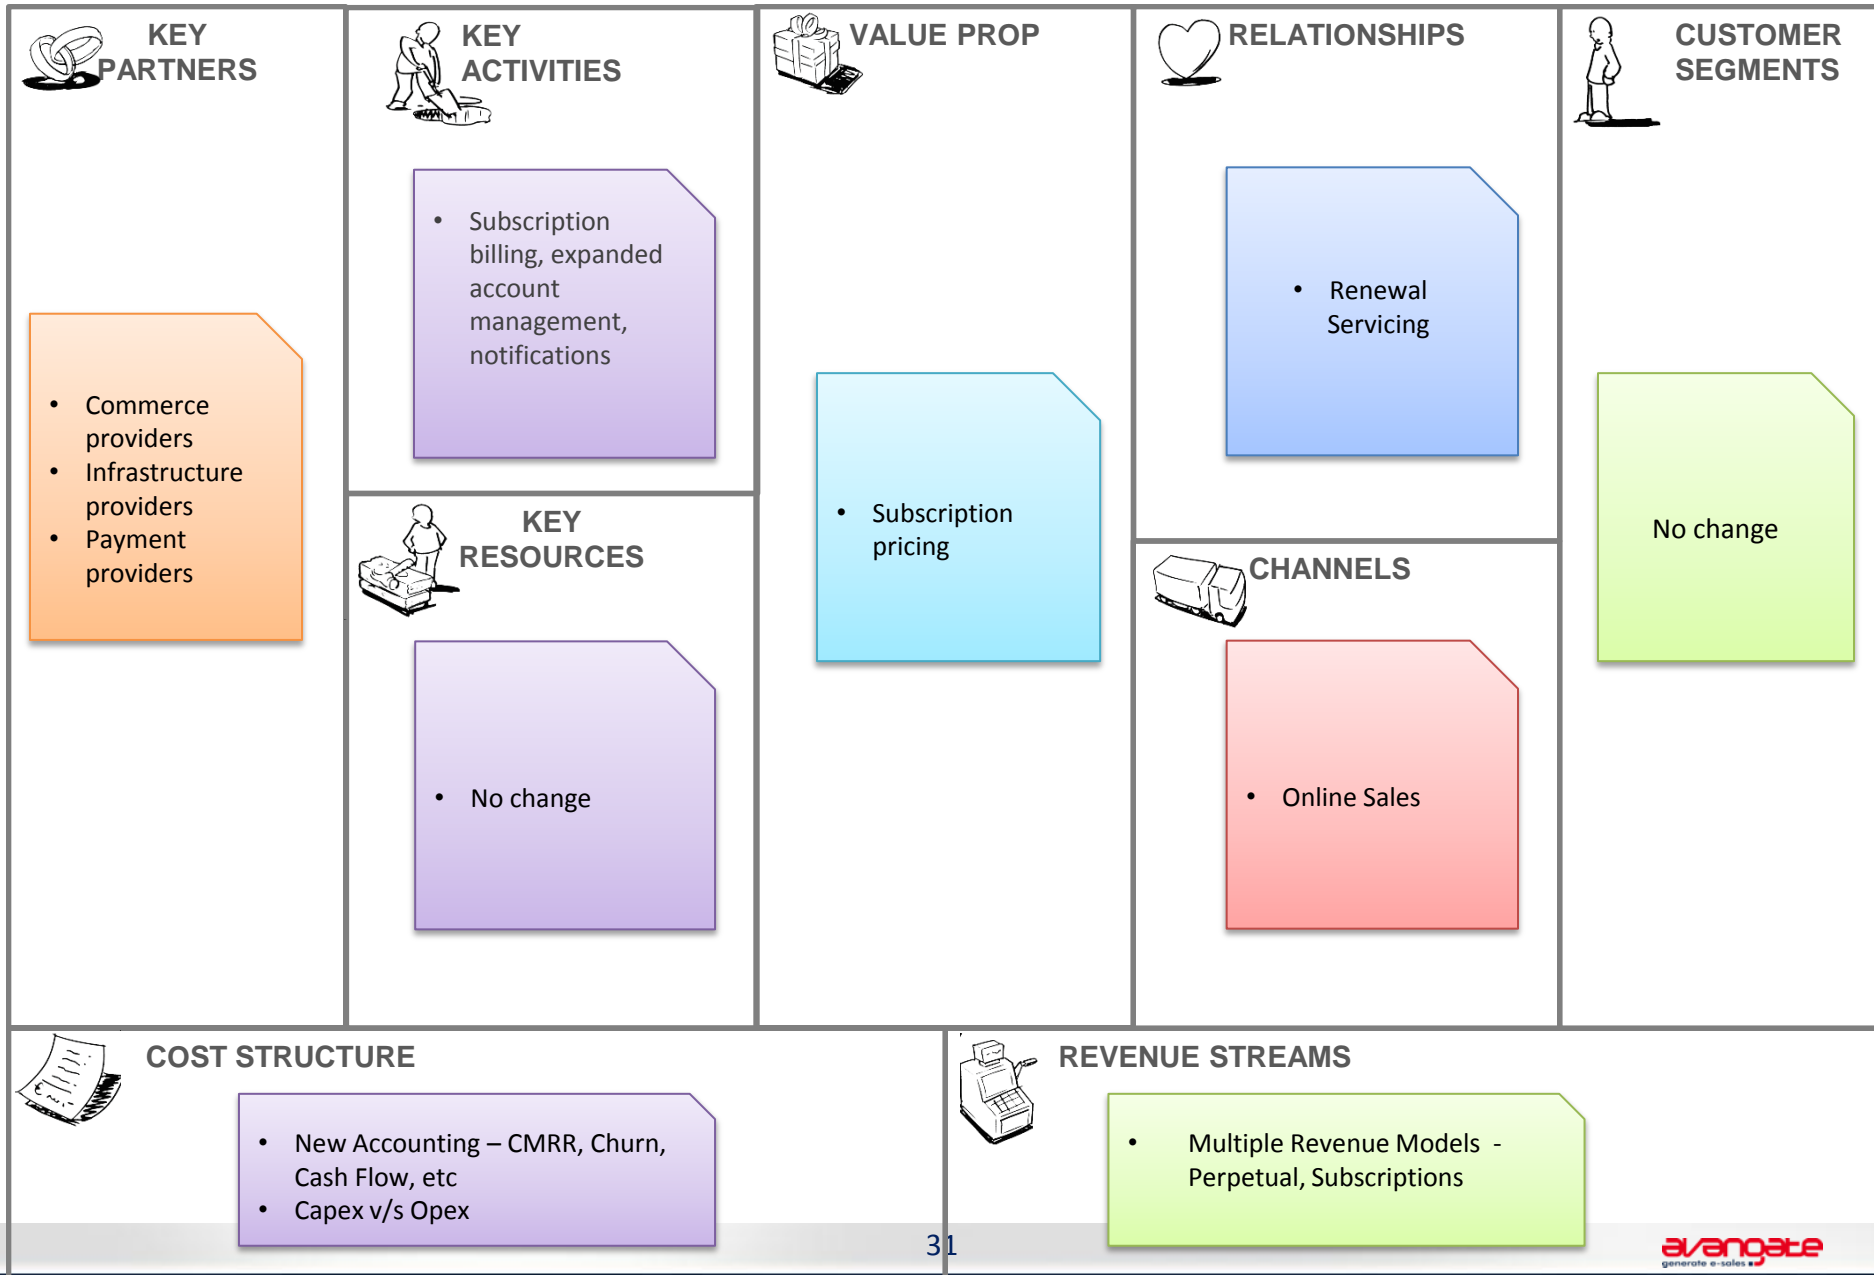 KEY
PARTNERS
• Commerce
providers
• Infrastructure
providers
• Payment
providers
KEY
ACTIVITIES
• Subscription
billing, expanded
account
management,
notifications
KEY
RESOURCES
• No change
VALUE PROP
• Subscription
pricing
RELATIONSHIPS
• Renewal
Servicing
CHANNELS
• Online Sales
CUSTOMER
SEGMENTS
No change
COST STRUCTURE
• New Accounting – CMRR, Churn,
Cash Flow, etc
• Capex v/s Opex
REVENUE STREAMS
• Multiple Revenue Models -
Perpetual, Subscriptions
31
avangate
generate e-sales